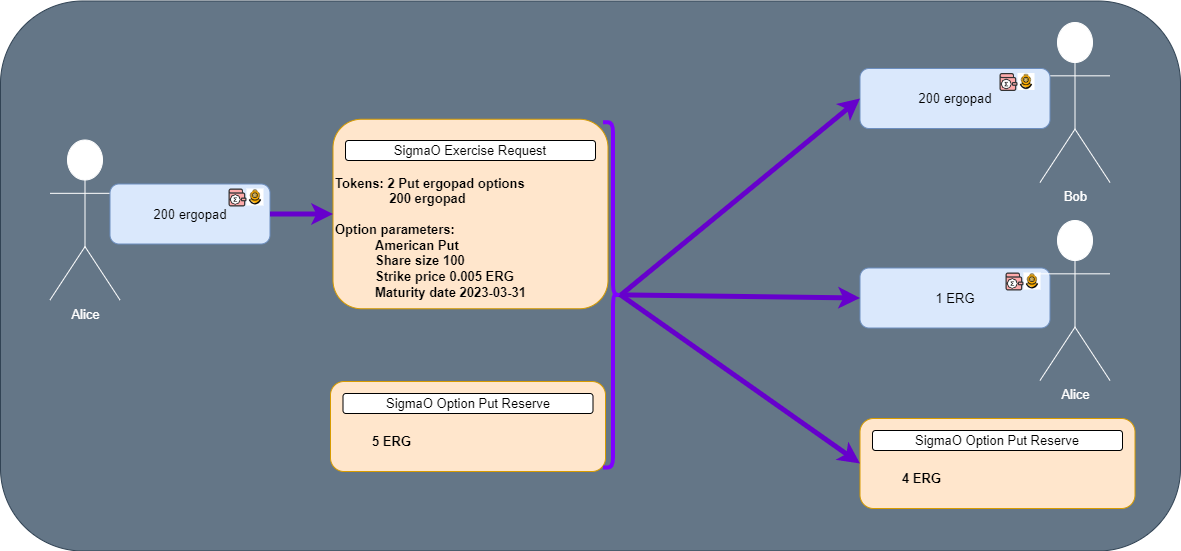 200 ergopad
Alice
SigmaO Exercise Request
Tokens: 2 Put ergopad options
200 ergopad
Option parameters:
American Put
Share size 100
Strike price 0.005 ERG
Maturity date 2023-03-31
SigmaO Option Put Reserve
5 ERG
200 ergopad
Bob
1 ERG
Alice
SigmaO Option Put Reserve
4 ERG